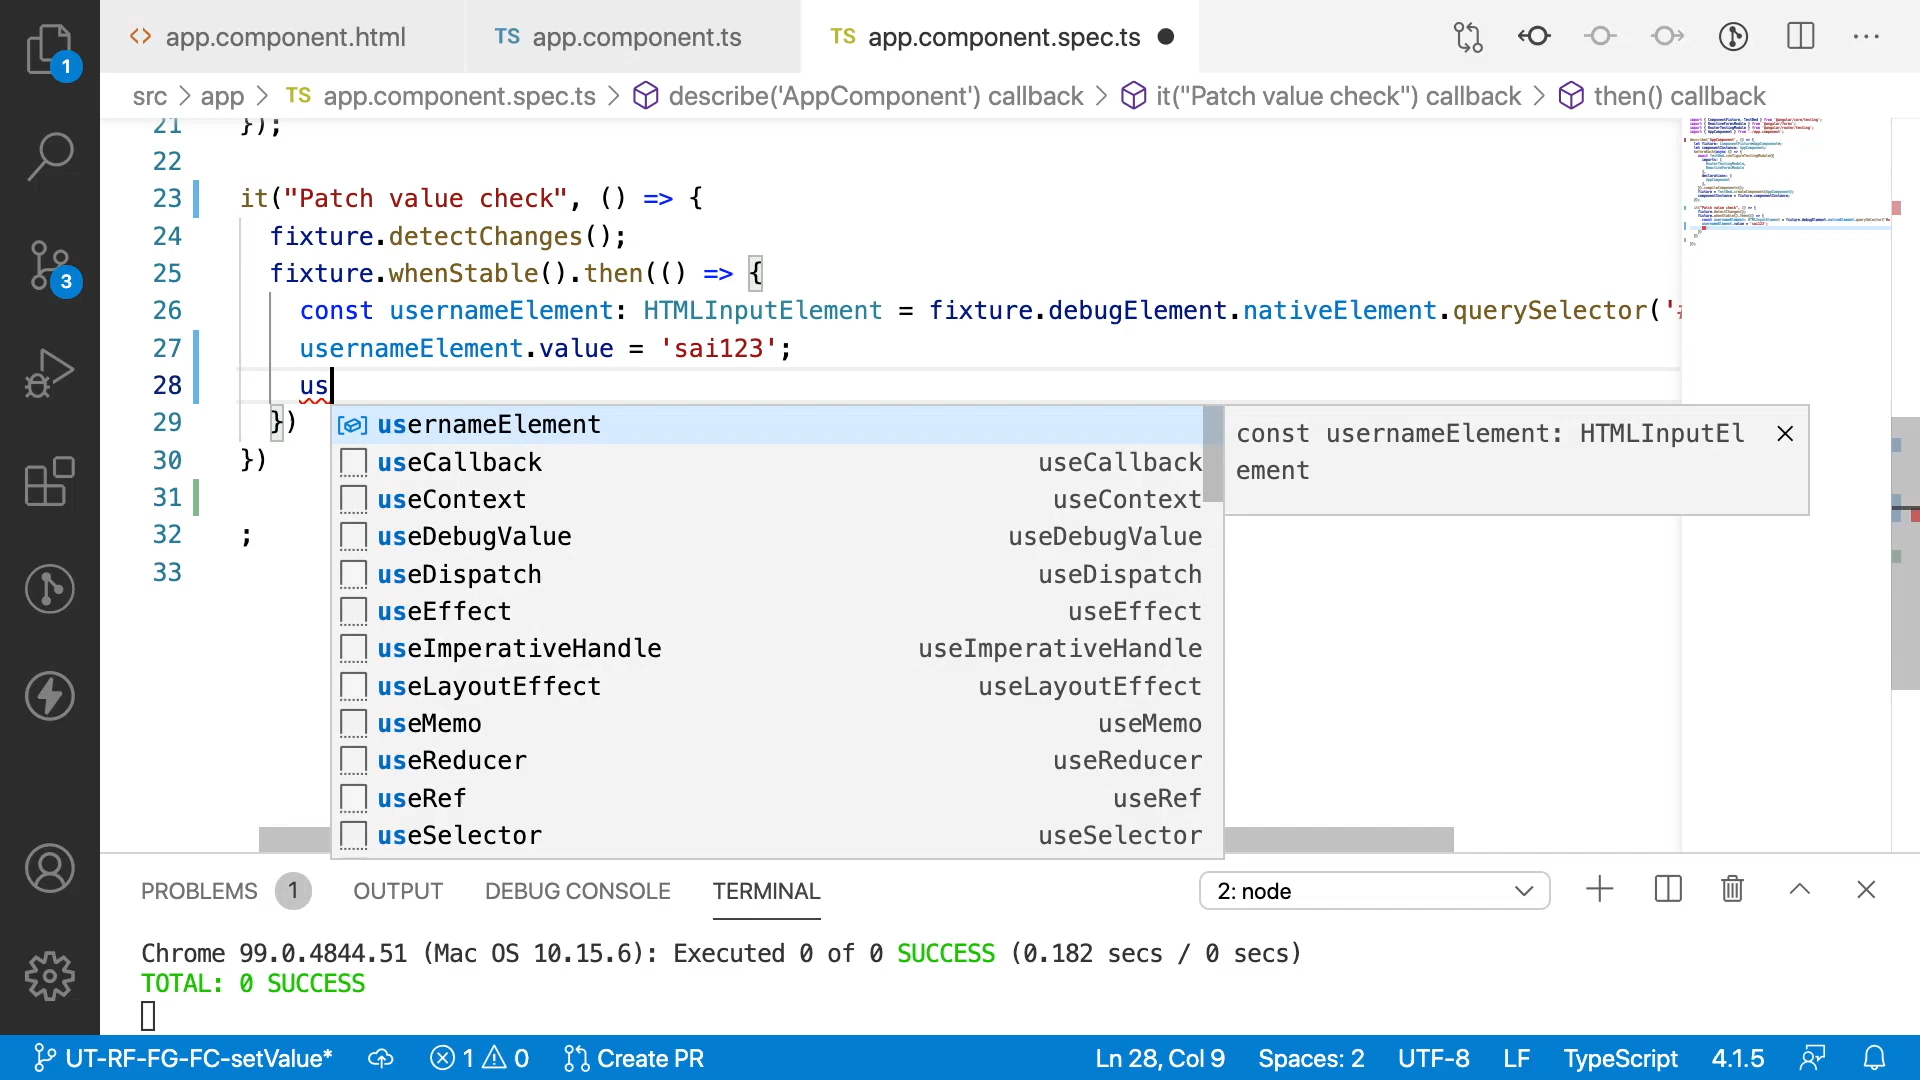 <> app.component.html TS app.component.ts TS app.component.spec.ts ●
src > app > TS app.component.spec.ts > describe('AppComponent') callback > it("Patch value check") callback > then() callback
21 });
22
23 it("Patch value check", () => {
24 fixture.detectChanges();
25 fixture.whenStable().then(() => {
26 const usernameElement: HTMLInputElement = fixture.debugElement.nativeElement.querySelector('#
27 usernameElement.value = 'sai123';
28 us
29 })
30 })
31
32 ;
33
usernameElement
useCallback useCallback
useContext useContext
useDebugValue useDebugValue
useDispatch useDispatch
useEffect useEffect
useImperativeHandle useImperativeHandle
useLayoutEffect useLayoutEffect
useMemo useMemo
useReducer useReducer
useRef useRef
useSelector useSelector
const usernameElement: HTMLInputEl
ement
1
3
PROBLEMS 1 OUTPUT DEBUG CONSOLE TERMINAL 2: node
Chrome 99.0.4844.51 (Mac OS 10.15.6): Executed 0 of 0 SUCCESS (0.182 secs / 0 secs)
TOTAL: 0 SUCCESS
UT-RF-FG-FC-setValue* 1 0 Create PR Ln 28, Col 9 Spaces: 2 UTF-8 LF TypeScript 4.1.5